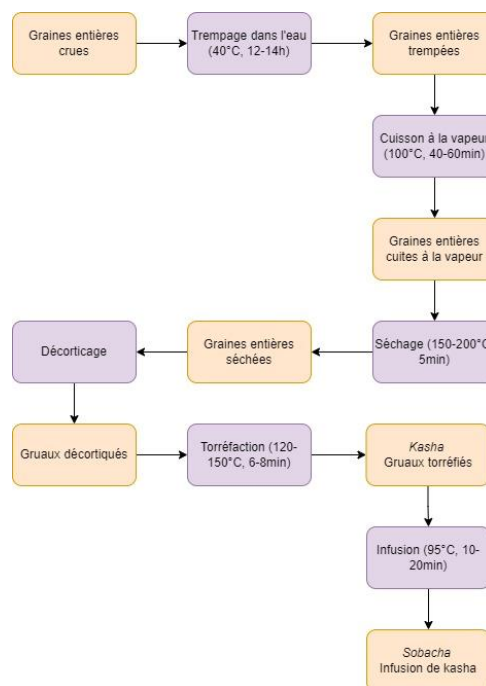 Graines entières
crues
Trempage dans l'eau
(40°C, 12-14h)
Graines entières
trempées
Cuisson à la vapeur
(100°C, 40-60min)
Graines entières
cuites à la vapeur
Séchage (150-200°C
5min)
Graines entières
séchées
Décorticage
Gruaux décortiqués
Torréfaction (120-
150°C, 6-8min)
Kasha
Gruaux torréfiés
Infusion (95°C, 10-
20min)
Sobacha
Infusion de kasha